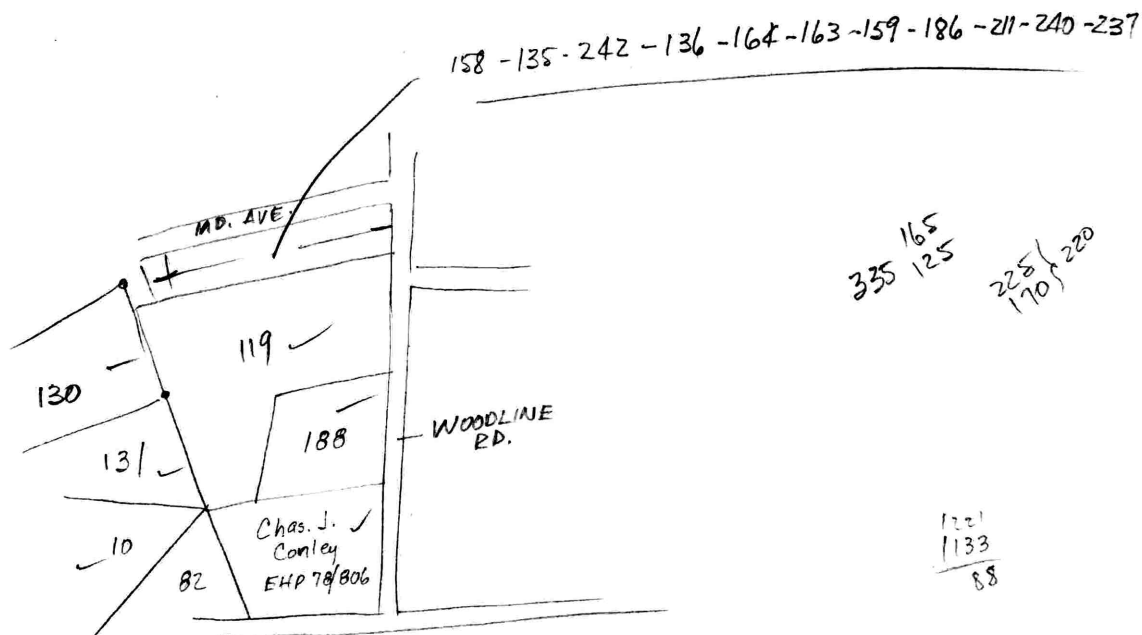 158 - 135 - 242 - 136 - 164 - 163 - 159 - 186 - 211 - 240 - 237
MD. AVE.
165
335 125
225 } 220
170
119
130
188
WOODLINE
RD.
131
Chas. J.
Conley
EHP 78/806
10
82
1221
1133
88